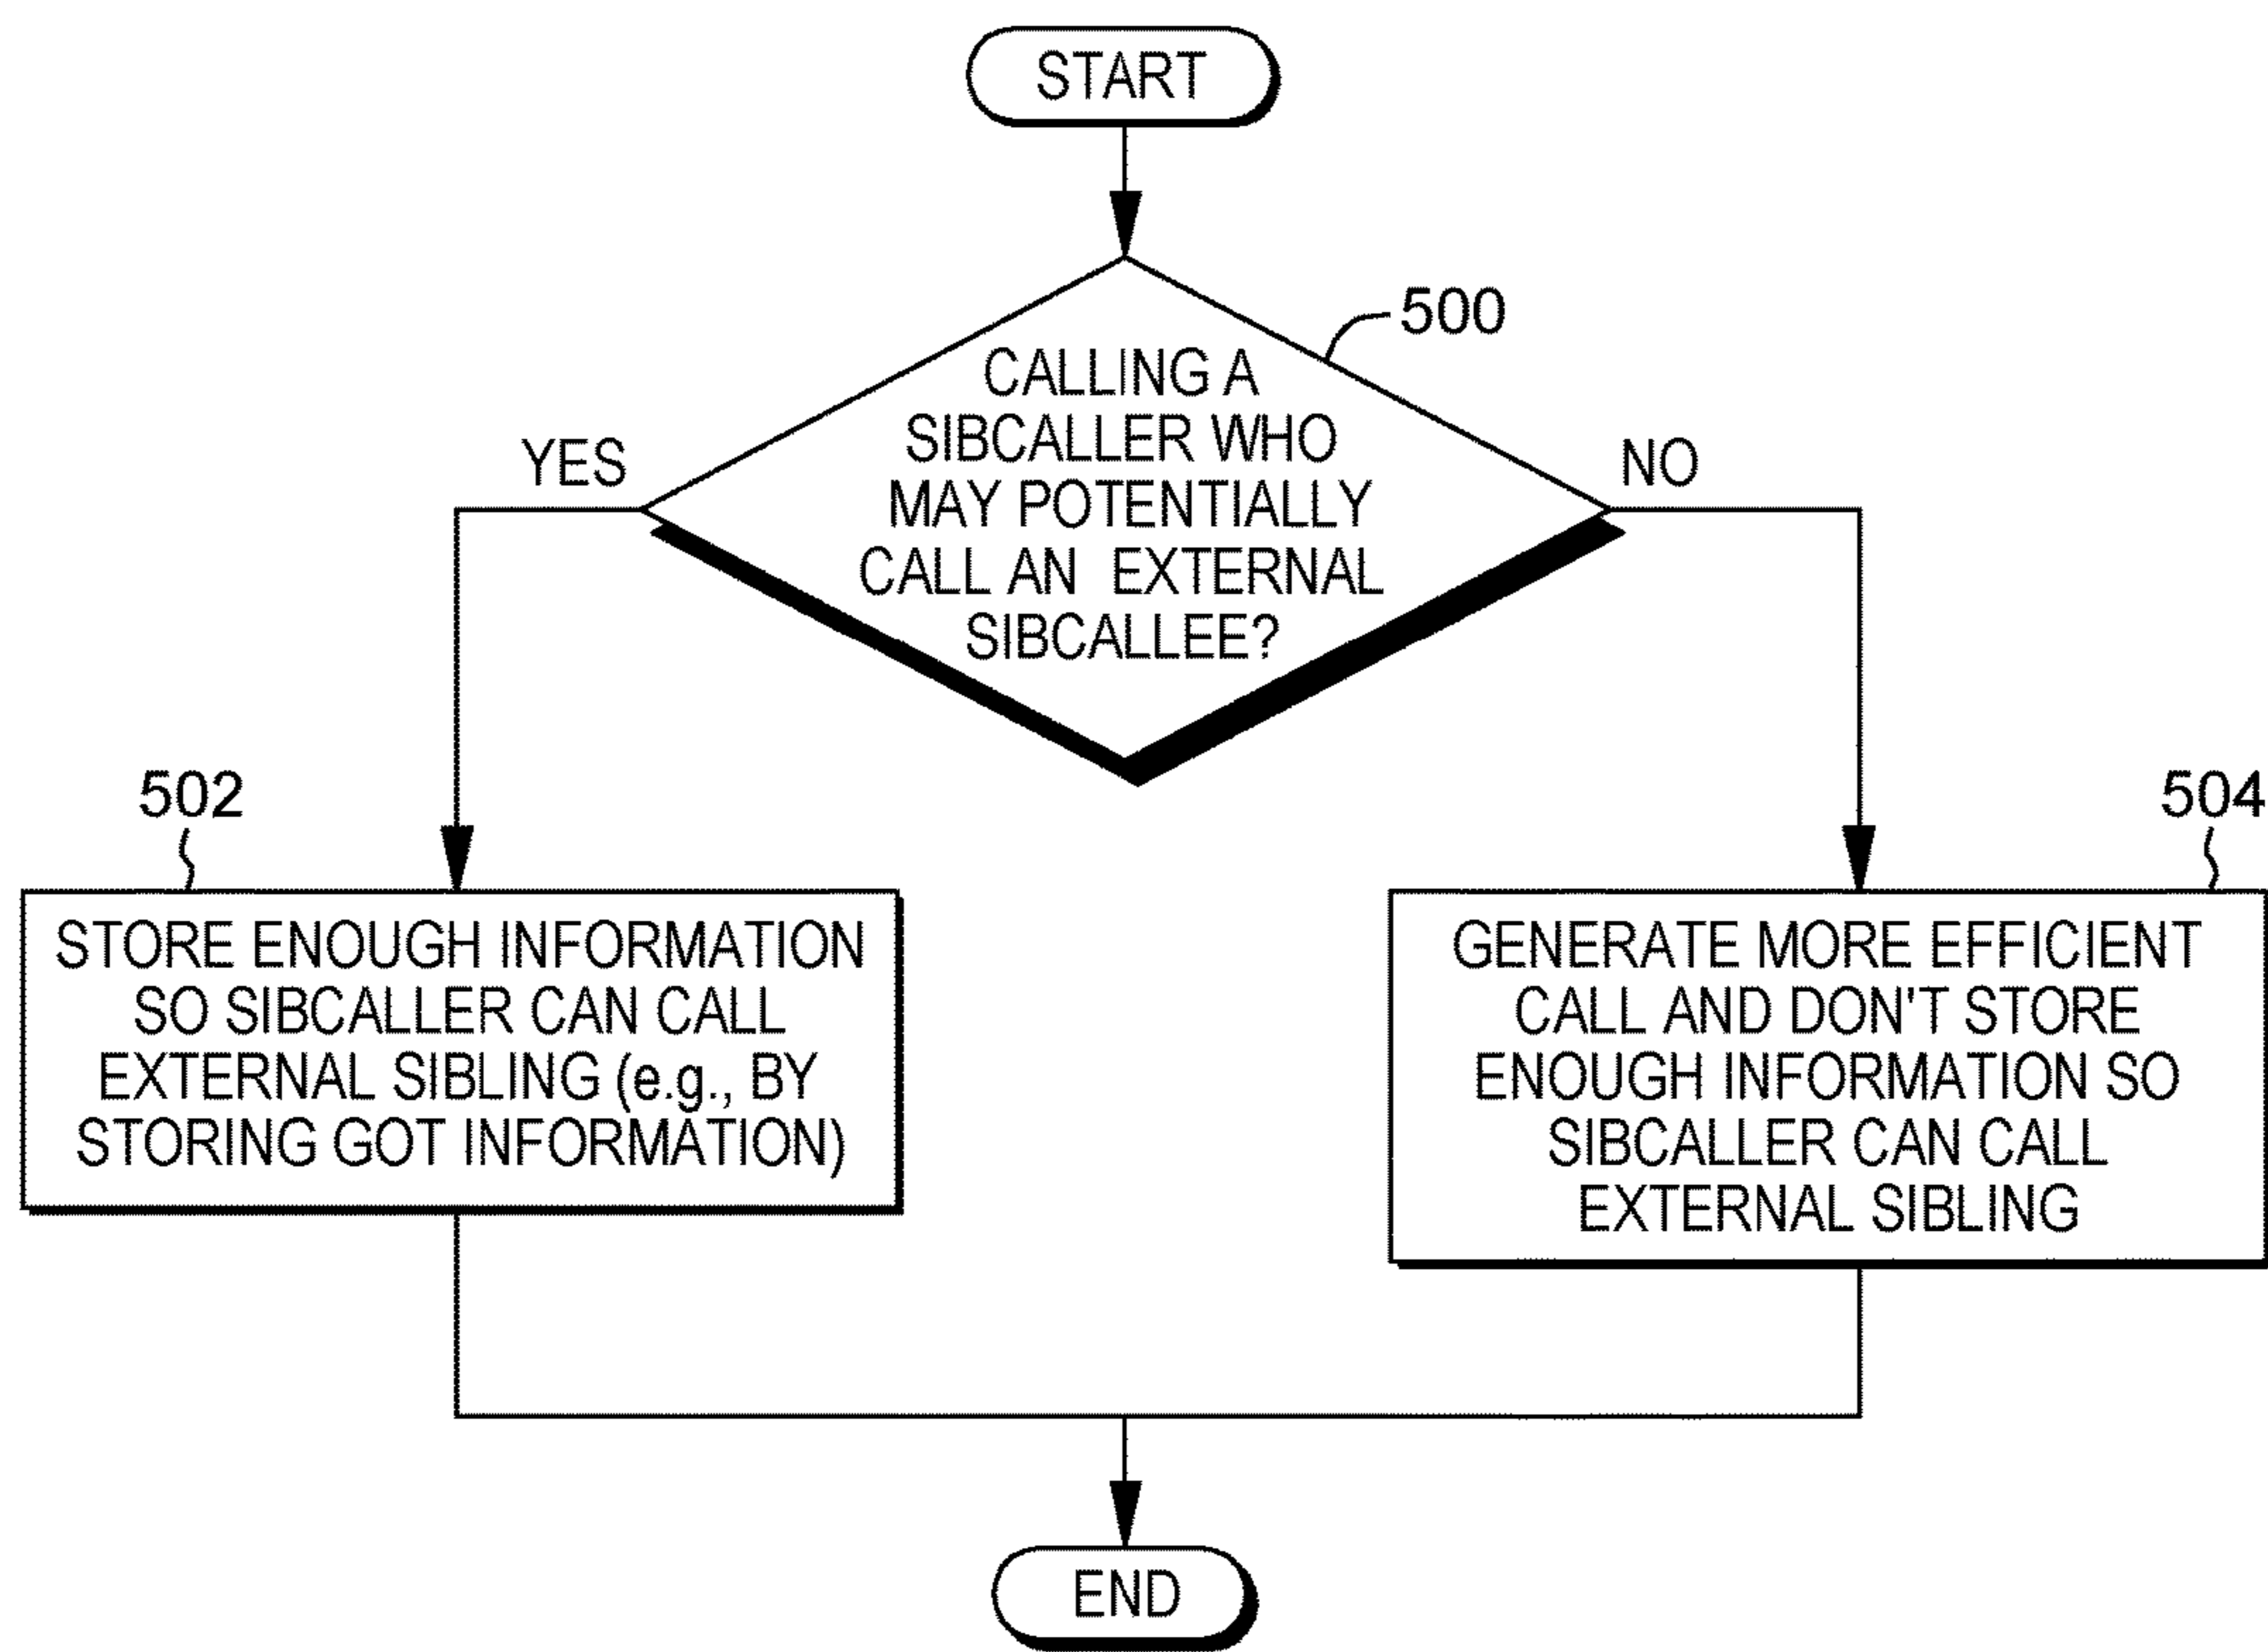 START
500
CALLING A
SIBCALLER WHO
MAY POTENTIALLY
CALL AN EXTERNAL
SIBCALLEE?
YES
NO
502
STORE ENOUGH INFORMATION
SO SIBCALLER CAN CALL
EXTERNAL SIBLING (e.g., BY
STORING GOT INFORMATION)
504
GENERATE MORE EFFICIENT
CALL AND DON'T STORE
ENOUGH INFORMATION SO
SIBCALLER CAN CALL
EXTERNAL SIBLING
END